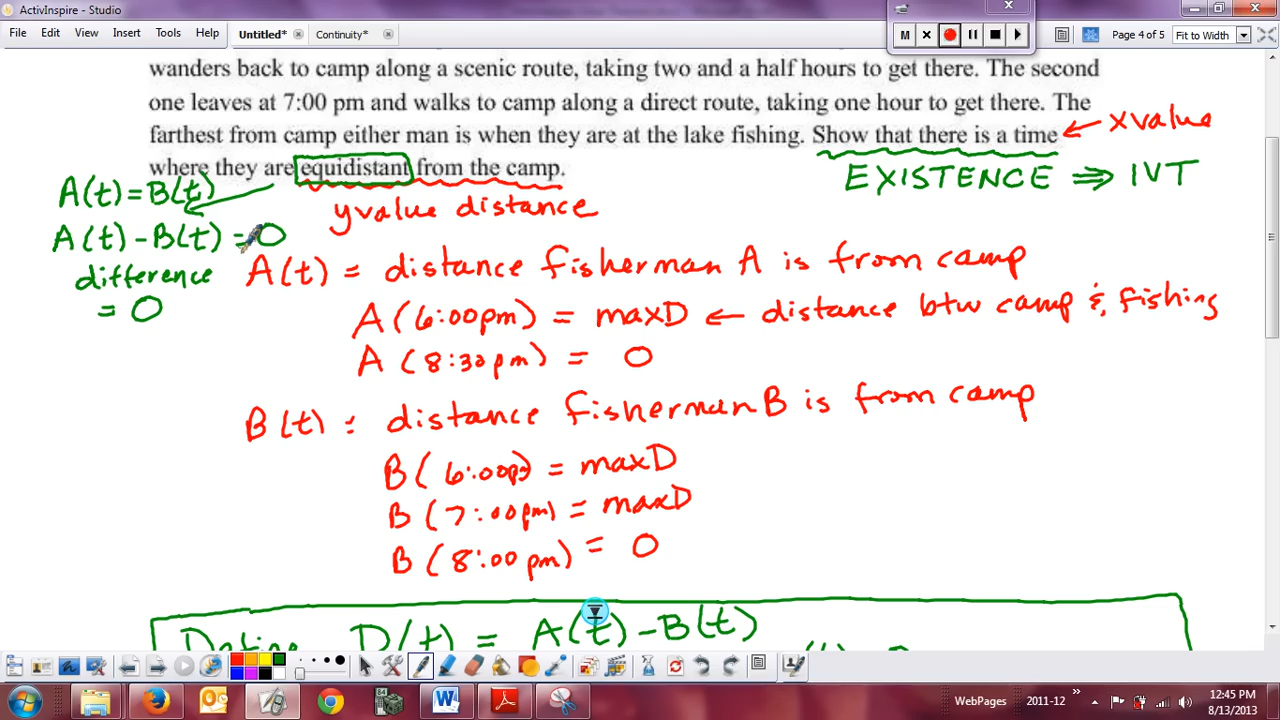 ActivInspire - Studio
File Edit View Insert Tools Help Untitled* Continuity* M Page 4 of 5 Fit to Width
wanders back to camp along a scenic route, taking two and a half hours to get there. The second
one leaves at 7:00 pm and walks to camp along a direct route, taking one hour to get there. The
farthest from camp either man is when they are at the lake fishing. Show that there is a time
xvalue
where they are equidistant from the camp.
EXISTENCE ⇒ IVT
A(t)=B(t)
yvalue distance
A(t)-B(t)=0
difference
= 0
A(t) = distance fisherman A is from camp
A(6:00pm) = maxD ← distance btw camp & fishing
A(8:30pm) = 0
B(t) = distance fisherman B is from camp
B(6:00pm) = maxD
B(7:00pm) = maxD
B(8:00pm) = 0
Define D(t) = A(t)-B(t)
WebPages 2011-12 » 12:45 PM
8/13/2013